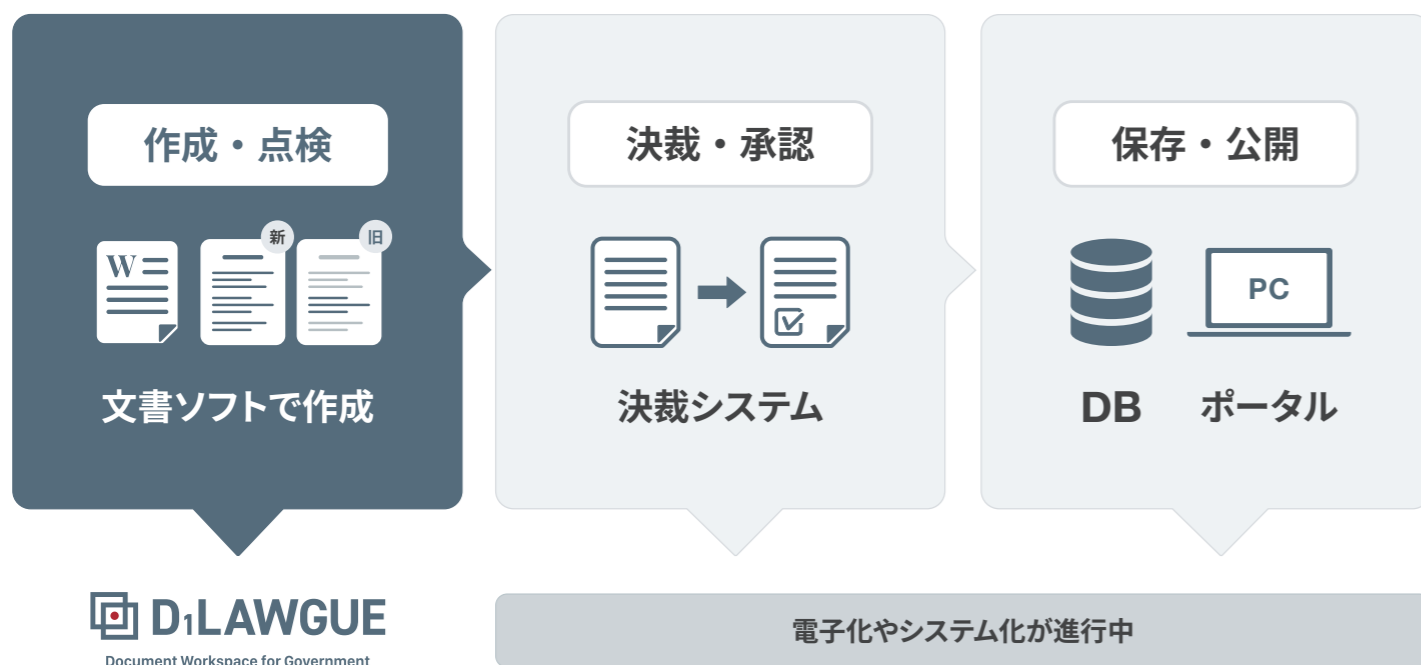 作成・点検
W
新
旧
文書ソフトで作成
決裁・承認
決裁システム
保存・公開
PC
DB
ポータル
D1LAWGUE
Document Workspace for Government
電子化やシステム化が進行中